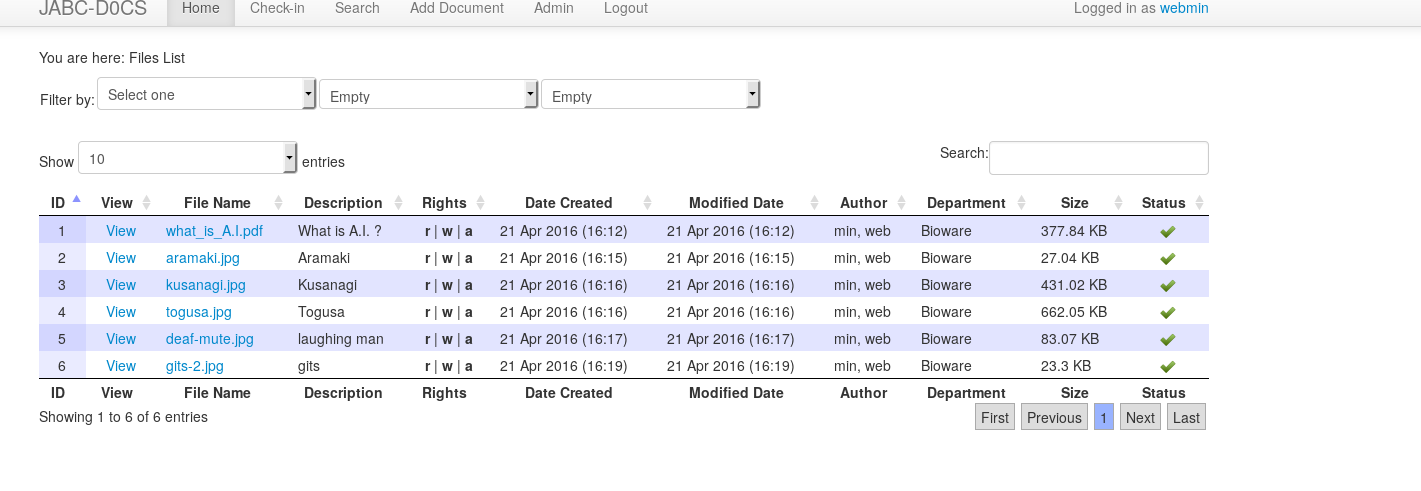 JABC-D0CS Home Check-in Search Add Document Admin Logout Logged in as webmin
You are here: Files List
Filter by: Select one Empty Empty
Show 10 entries Search:
ID View File Name Description Rights Date Created Modified Date Author Department Size Status
1 View what_is_A.I.pdf What is A.I. ? r | w | a 21 Apr 2016 (16:12) 21 Apr 2016 (16:12) min, web Bioware 377.84 KB
2 View aramaki.jpg Aramaki r | w | a 21 Apr 2016 (16:15) 21 Apr 2016 (16:15) min, web Bioware 27.04 KB
3 View kusanagi.jpg Kusanagi r | w | a 21 Apr 2016 (16:16) 21 Apr 2016 (16:16) min, web Bioware 431.02 KB
4 View togusa.jpg Togusa r | w | a 21 Apr 2016 (16:16) 21 Apr 2016 (16:16) min, web Bioware 662.05 KB
5 View deaf-mute.jpg laughing man r | w | a 21 Apr 2016 (16:17) 21 Apr 2016 (16:17) min, web Bioware 83.07 KB
6 View gits-2.jpg gits r | w | a 21 Apr 2016 (16:19) 21 Apr 2016 (16:19) min, web Bioware 23.3 KB
ID View File Name Description Rights Date Created Modified Date Author Department Size Status
Showing 1 to 6 of 6 entries First Previous 1 Next Last